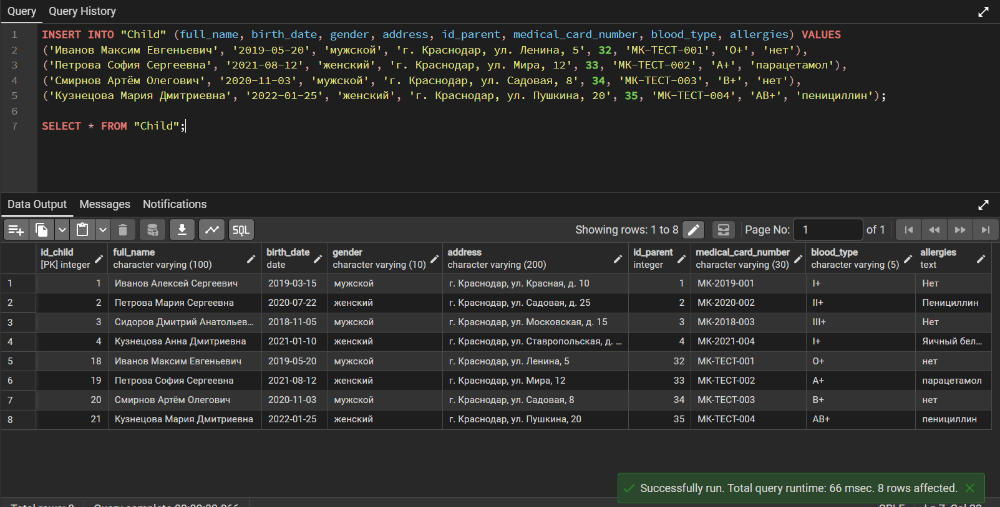 Query Query History
1 INSERT INTO "Child" (full_name, birth_date, gender, address, id_parent, medical_card_number, blood_type, allergies) VALUES
2 ('Иванов Максим Евгеньевич', '2019-05-20', 'мужской', 'г. Краснодар, ул. Ленина, 5', 32, 'МК-ТЕСТ-001', 'O+', 'нет'),
3 ('Петрова София Сергеевна', '2021-08-12', 'женский', 'г. Краснодар, ул. Мира, 12', 33, 'МК-ТЕСТ-002', 'A+', 'парацетамол'),
4 ('Смирнов Артём Олегович', '2020-11-03', 'мужской', 'г. Краснодар, ул. Садовая, 8', 34, 'МК-ТЕСТ-003', 'B+', 'нет'),
5 ('Кузнецова Мария Дмитриевна', '2022-01-25', 'женский', 'г. Краснодар, ул. Пушкина, 20', 35, 'МК-ТЕСТ-004', 'AB+', 'пенициллин');
6
7 SELECT * FROM "Child";
Data Output Messages Notifications
SQL Showing rows: 1 to 8 Page No: 1 of 1
id_child full_name birth_date gender address id_parent medical_card_number blood_type allergies
[PK] integer character varying (100) date character varying (10) character varying (200) integer character varying (30) character varying (5) text
1 1 Иванов Алексей Сергеевич 2019-03-15 мужской г. Краснодар, ул. Красная, д. 10 1 МК-2019-001 I+ Нет
2 2 Петрова Мария Сергеевна 2020-07-22 женский г. Краснодар, ул. Садовая, д. 25 2 МК-2020-002 II+ Пенициллин
3 3 Сидоров Дмитрий Анатольев... 2018-11-05 мужской г. Краснодар, ул. Московская, д. 15 3 МК-2018-003 III+ Нет
4 4 Кузнецова Анна Дмитриевна 2021-01-10 женский г. Краснодар, ул. Ставропольская, д. ... 4 МК-2021-004 I+ Яичный бел...
5 18 Иванов Максим Евгеньевич 2019-05-20 мужской г. Краснодар, ул. Ленина, 5 32 МК-ТЕСТ-001 O+ нет
6 19 Петрова София Сергеевна 2021-08-12 женский г. Краснодар, ул. Мира, 12 33 МК-ТЕСТ-002 A+ парацетамол
7 20 Смирнов Артём Олегович 2020-11-03 мужской г. Краснодар, ул. Садовая, 8 34 МК-ТЕСТ-003 B+ нет
8 21 Кузнецова Мария Дмитриевна 2022-01-25 женский г. Краснодар, ул. Пушкина, 20 35 МК-ТЕСТ-004 AB+ пенициллин
Successfully run. Total query runtime: 66 msec. 8 rows affected.